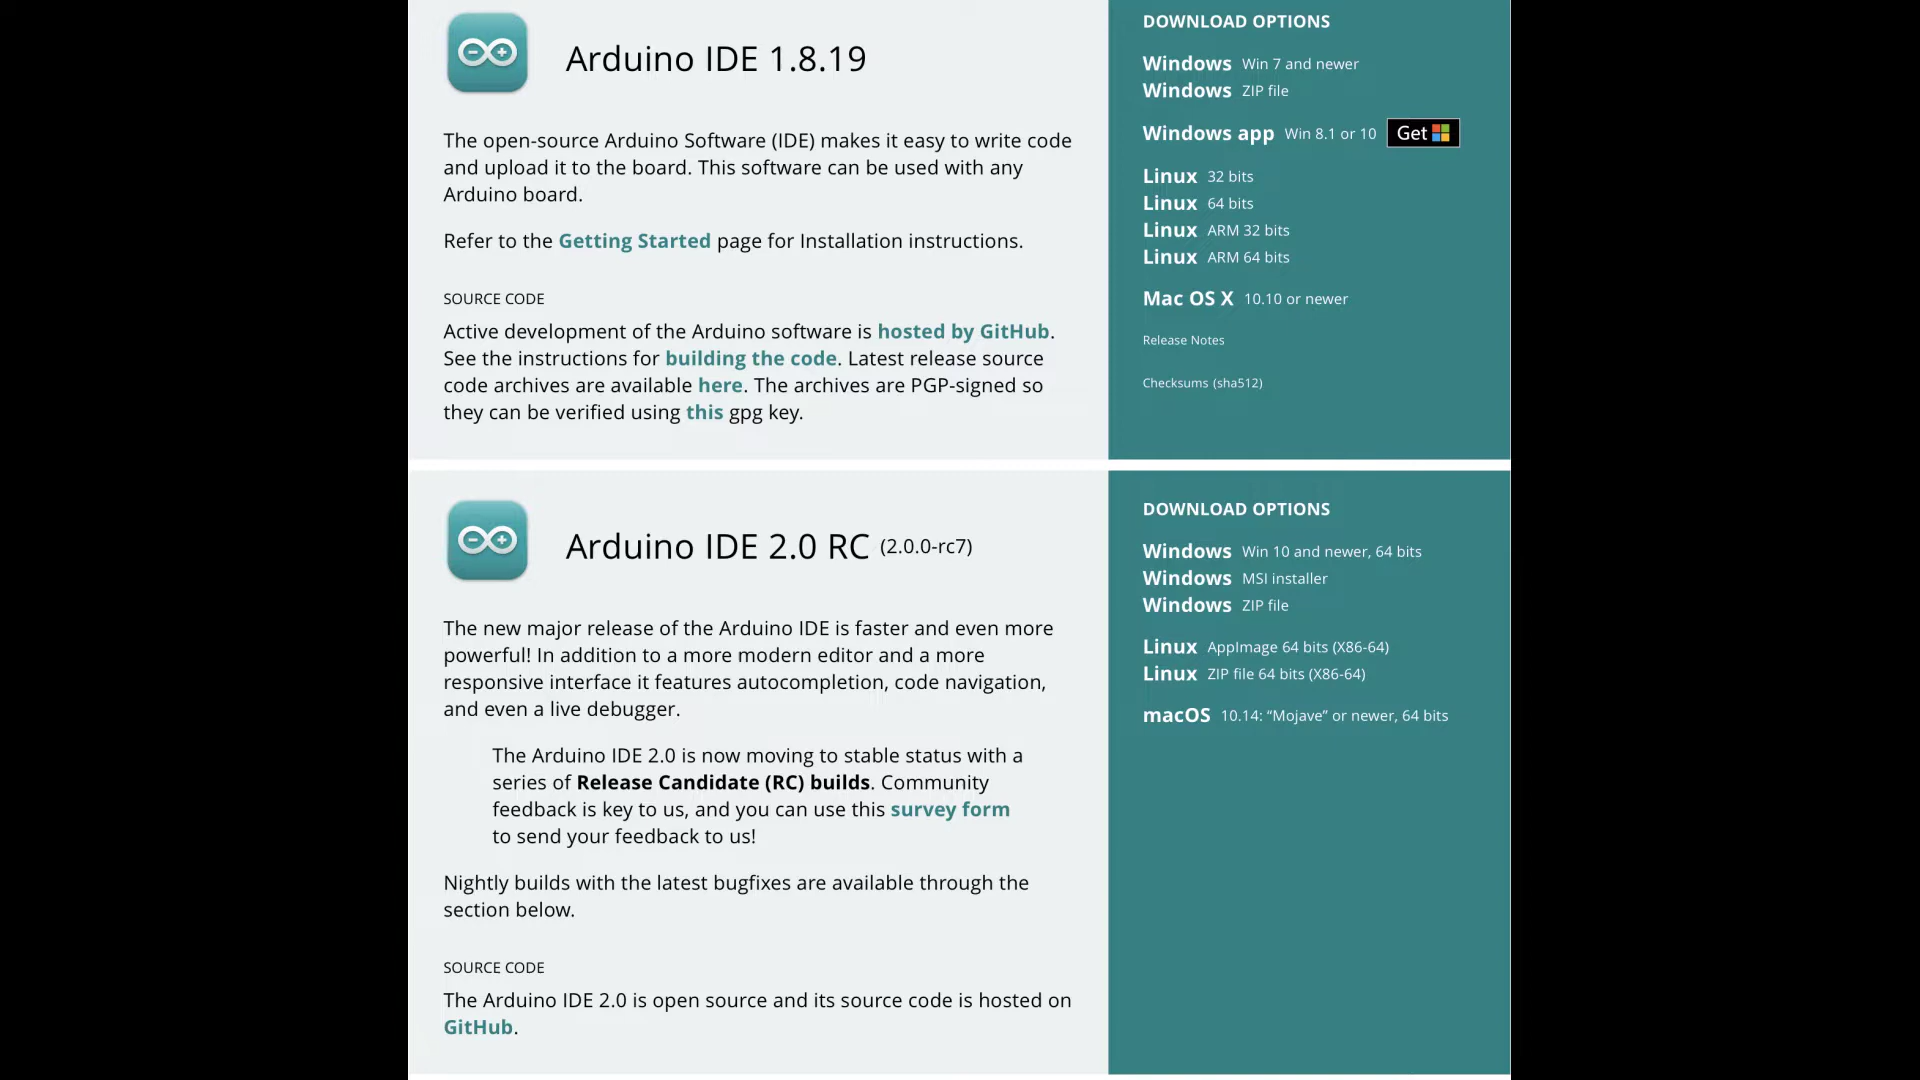 Arduino IDE 1.8.19
The open-source Arduino Software (IDE) makes it easy to write code
and upload it to the board. This software can be used with any
Arduino board.
Refer to the Getting Started page for Installation instructions.
SOURCE CODE
Active development of the Arduino software is hosted by GitHub.
See the instructions for building the code. Latest release source
code archives are available here. The archives are PGP-signed so
they can be verified using this gpg key.
DOWNLOAD OPTIONS
Windows Win 7 and newer
Windows ZIP file
Windows app Win 8.1 or 10 Get
Linux 32 bits
Linux 64 bits
Linux ARM 32 bits
Linux ARM 64 bits
Mac OS X 10.10 or newer
Release Notes
Checksums (sha512)
Arduino IDE 2.0 RC (2.0.0-rc7)
The new major release of the Arduino IDE is faster and even more
powerful! In addition to a more modern editor and a more
responsive interface it features autocompletion, code navigation,
and even a live debugger.
The Arduino IDE 2.0 is now moving to stable status with a
series of Release Candidate (RC) builds. Community
feedback is key to us, and you can use this survey form
to send your feedback to us!
Nightly builds with the latest bugfixes are available through the
section below.
SOURCE CODE
The Arduino IDE 2.0 is open source and its source code is hosted on
GitHub.
DOWNLOAD OPTIONS
Windows Win 10 and newer, 64 bits
Windows MSI installer
Windows ZIP file
Linux AppImage 64 bits (X86-64)
Linux ZIP file 64 bits (X86-64)
macOS 10.14: “Mojave” or newer, 64 bits